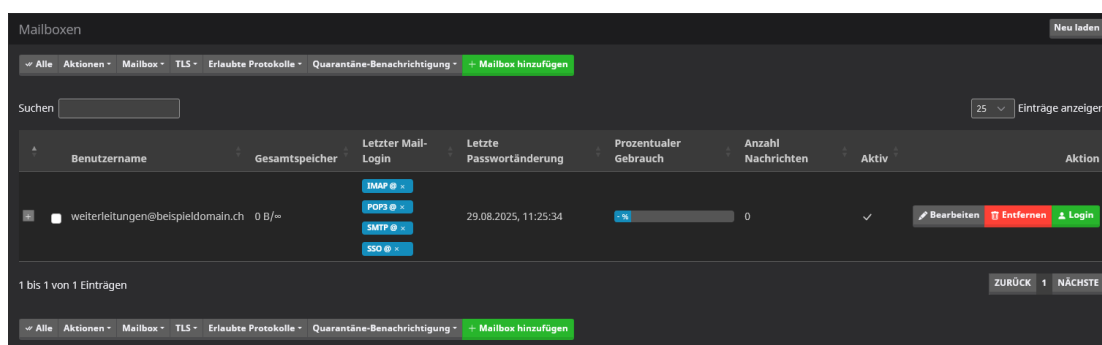 Mailboxen
Neu laden
Alle Aktionen Mailbox TLS Erlaubte Protokolle Quarantäne-Benachrichtigung + Mailbox hinzufügen
Suchen
25 Einträge anzeigen
Benutzername Gesamtspeicher Letzter Mail-Login Letzte Passwortänderung Prozentualer Gebrauch Anzahl Nachrichten Aktiv Aktion
IMAP @ ×
POP3 @ ×
weiterleitungen@beispieldomain.ch 0 B/∞ 29.08.2025, 11:25:34 - % 0 Bearbeiten Entfernen Login
SMTP @ ×
SSO @ ×
1 bis 1 von 1 Einträgen
ZURÜCK 1 NÄCHSTE
Alle Aktionen Mailbox TLS Erlaubte Protokolle Quarantäne-Benachrichtigung + Mailbox hinzufügen